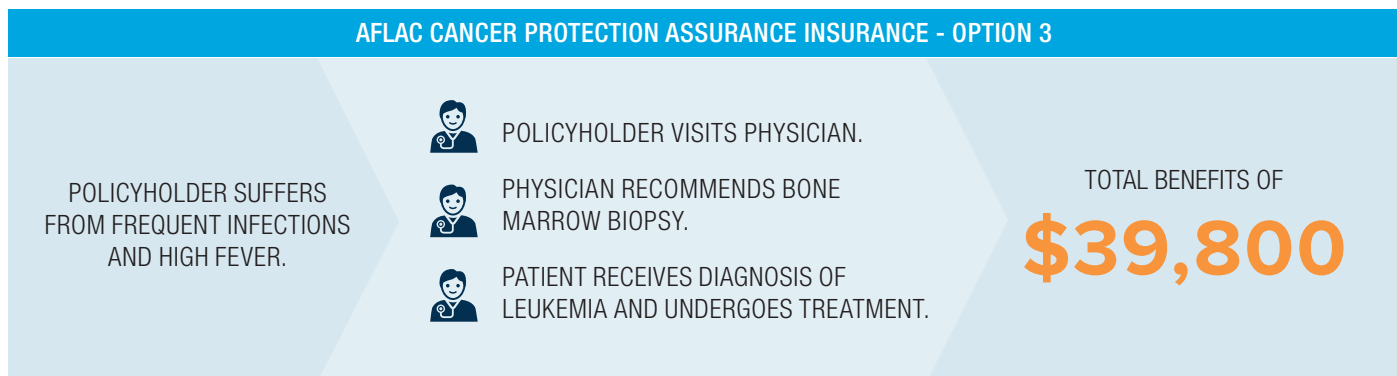 AFLAC CANCER PROTECTION ASSURANCE INSURANCE - OPTION 3
POLICYHOLDER SUFFERS
FROM FREQUENT INFECTIONS
AND HIGH FEVER.
POLICYHOLDER VISITS PHYSICIAN.
PHYSICIAN RECOMMENDS BONE
MARROW BIOPSY.
PATIENT RECEIVES DIAGNOSIS OF
LEUKEMIA AND UNDERGOES TREATMENT.
TOTAL BENEFITS OF
$39,800